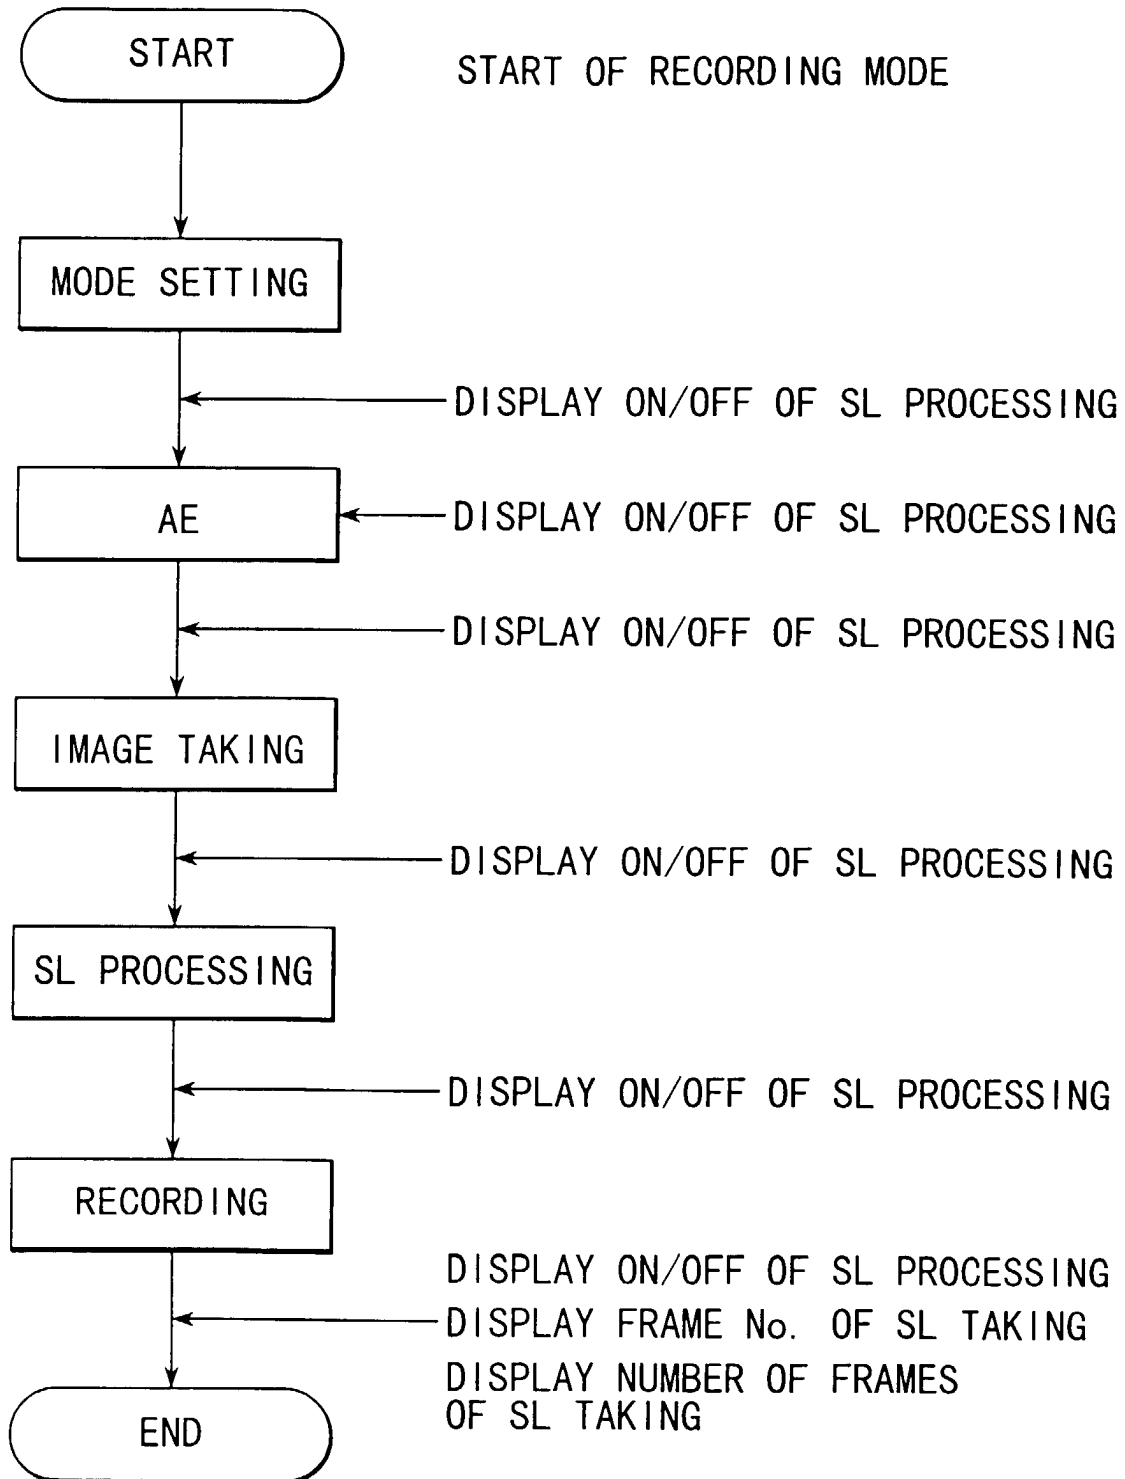 START
START OF RECORDING MODE
MODE SETTING
DISPLAY ON/OFF OF SL PROCESSING
AE
DISPLAY ON/OFF OF SL PROCESSING
DISPLAY ON/OFF OF SL PROCESSING
IMAGE TAKING
DISPLAY ON/OFF OF SL PROCESSING
SL PROCESSING
DISPLAY ON/OFF OF SL PROCESSING
RECORDING
DISPLAY ON/OFF OF SL PROCESSING
DISPLAY FRAME No. OF SL TAKING
DISPLAY NUMBER OF FRAMES
OF SL TAKING
END